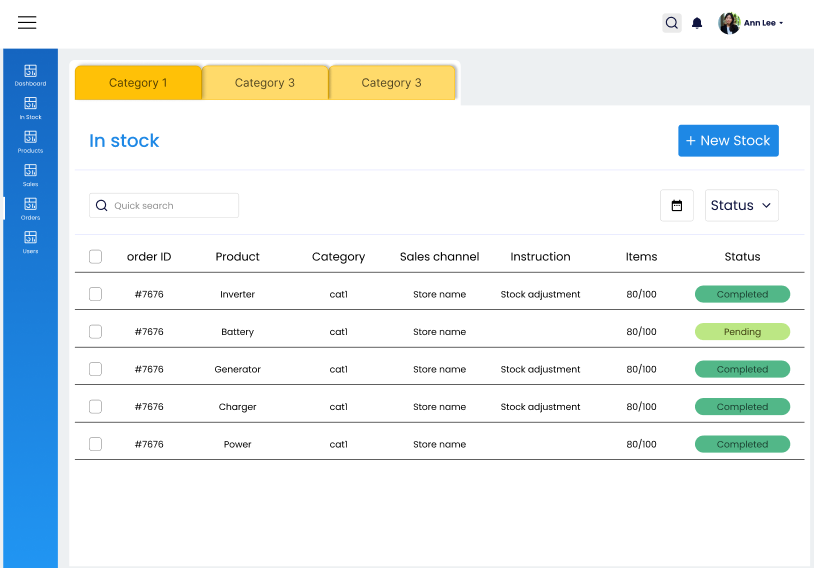 Ann Lee
Dashboard
In Stock
Products
Sales
Orders
Users
Category 1
Category 3
Category 3
In stock
+ New Stock
Quick search
Status
order ID Product Category Sales channel Instruction Items Status
#7676 Inverter cat1 Store name Stock adjustment 80/100 Completed
#7676 Battery cat1 Store name 80/100 Pending
#7676 Generator cat1 Store name Stock adjustment 80/100 Completed
#7676 Charger cat1 Store name Stock adjustment 80/100 Completed
#7676 Power cat1 Store name 80/100 Completed